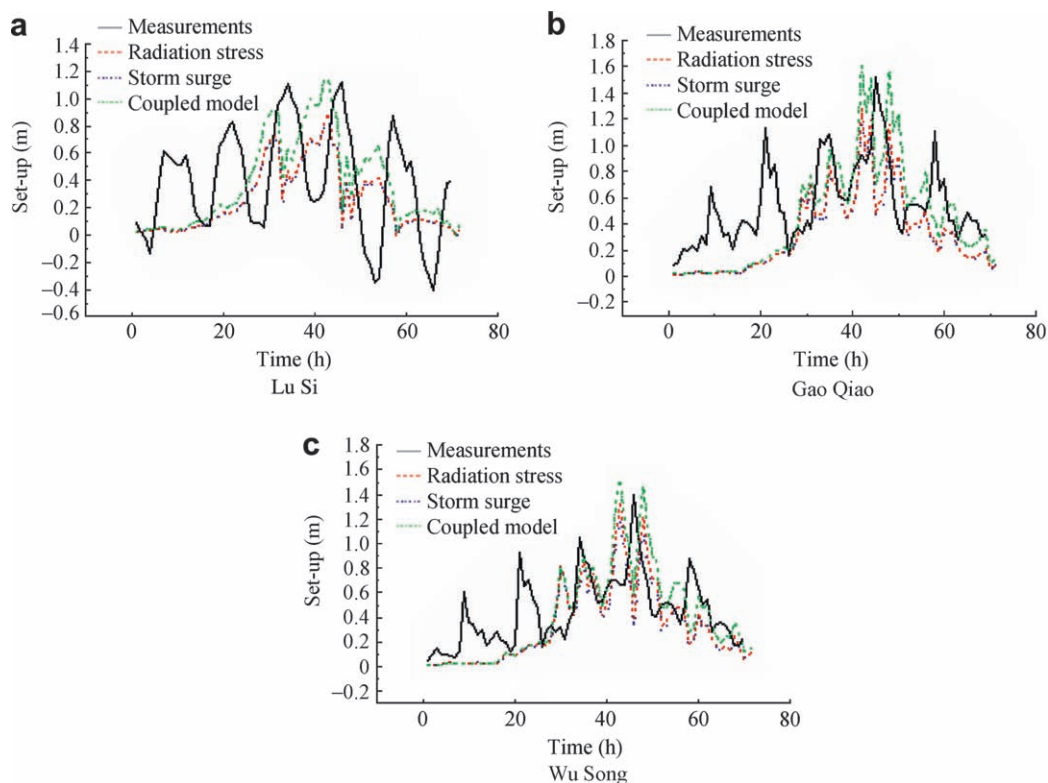 a
Measurements
Radiation stress
Storm surge
Coupled model
1.4
1.2
1.0
0.8
0.6
0.4
0.2
0
−0.2
−0.4
−0.6
Set-up (m)
0 20 40 60 80
Time (h)
Lu Si
b
Measurements
Radiation stress
Storm surge
Coupled model
1.8
1.6
1.4
1.2
1.0
0.8
0.6
0.4
0.2
0
−0.2
Set-up (m)
0 20 40 60 80
Time (h)
Gao Qiao
c
Measurements
Radiation stress
Storm surge
Coupled model
1.8
1.6
1.4
1.2
1.0
0.8
0.6
0.4
0.2
0
−0.2
Set-up (m)
0 20 40 60 80
Time (h)
Wu Song